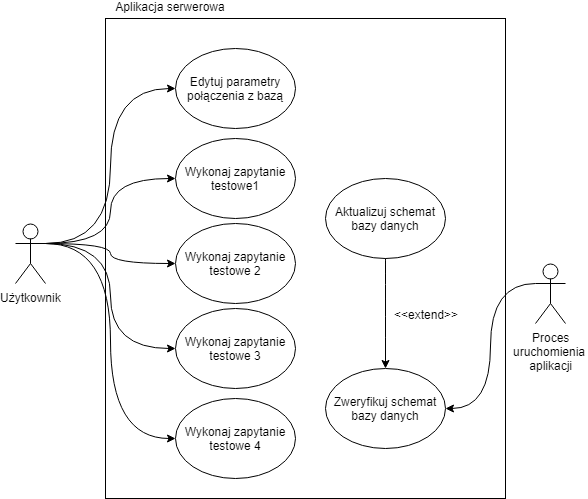 Aplikacja serwerowa
Edytuj parametry
połączenia z bazą
Wykonaj zapytanie
testowe1
Wykonaj zapytanie
testowe 2
Wykonaj zapytanie
testowe 3
Wykonaj zapytanie
testowe 4
Użytkownik
Aktualizuj schemat
bazy danych
<<extend>>
Zweryfikuj schemat
bazy danych
Proces
uruchomienia
aplikacji